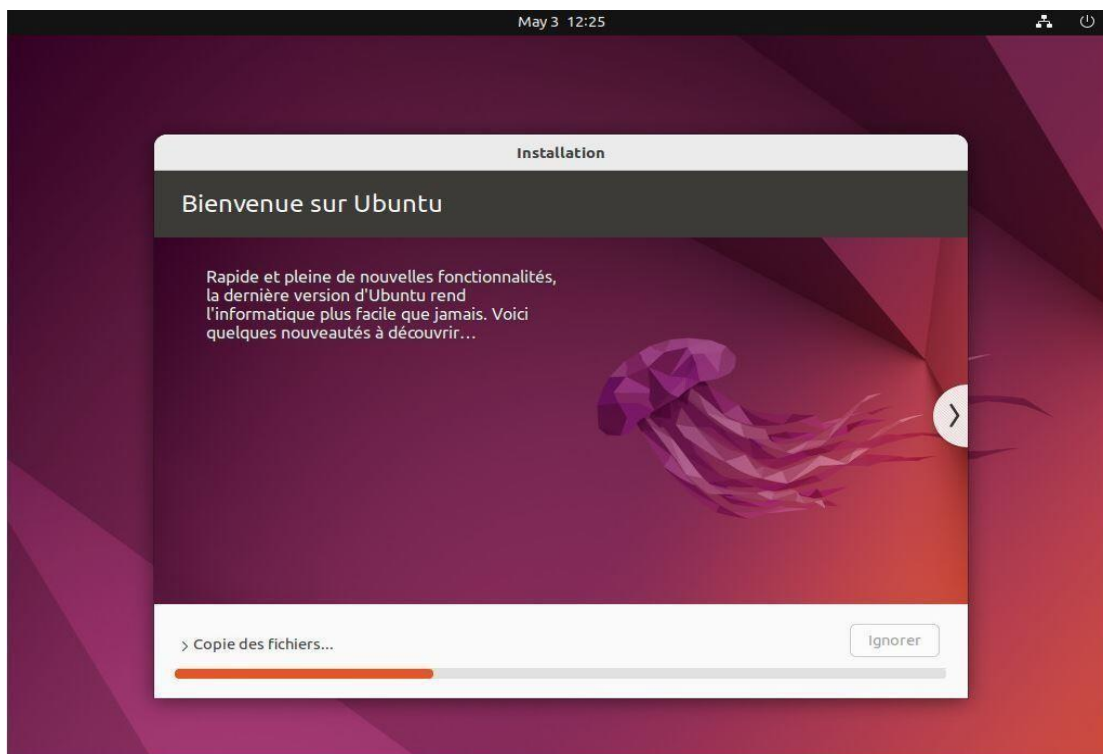 May 3 12:25
Installation
Bienvenue sur Ubuntu
Rapide et pleine de nouvelles fonctionnalités,
la dernière version d'Ubuntu rend
l'informatique plus facile que jamais. Voici
quelques nouveautés à découvrir…
> Copie des fichiers...
Ignorer